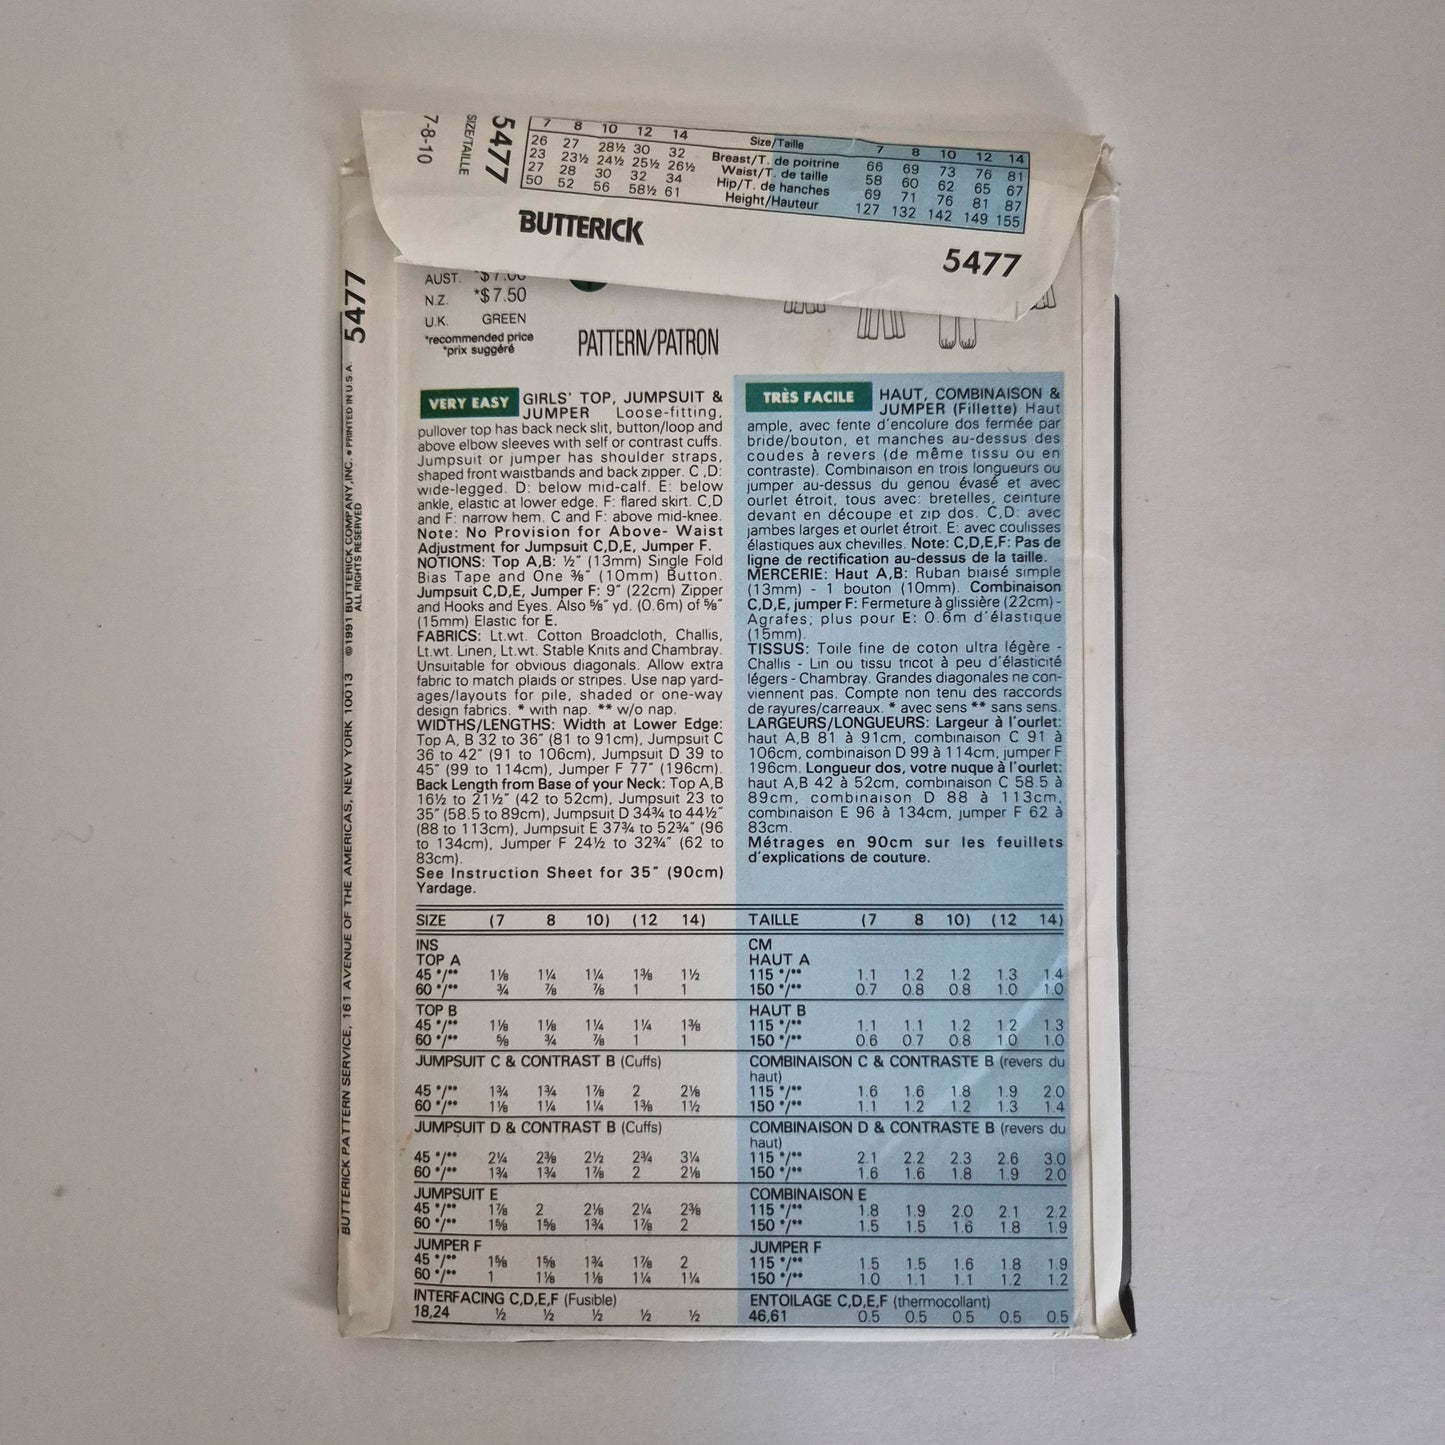 7-8-10
SIZE/TAILLE
5477
7 8 10 12 14 Size/Taille 7 8 10 12 14
26 27 28½ 30 32 Breast/T. de poitrine 66 69 73 76 81
23 23½ 24½ 25½ 26½ Waist/T. de taille 58 60 62 65 67
27 28 30 32 34 Hip/T. de hanches 69 71 76 81 87
50 52 56 58½ 61 Height/Hauteur 127 132 142 149 155
BUTTERICK
5477
AUST. *$7.00
N.Z. *$7.50
U.K. GREEN
*recommended price
*prix suggéré
PATTERN/PATRON
5477
BUTTERICK PATTERN SERVICE, 161 AVENUE OF THE AMERICAS, NEW YORK 10013 ©1991 BUTTERICK COMPANY, INC. • PRINTED IN U.S.A.
ALL RIGHTS RESERVED
VERY EASY GIRLS' TOP, JUMPSUIT &
JUMPER Loose-fitting,
pullover top has back neck slit, button/loop and
above elbow sleeves with self or contrast cuffs.
Jumpsuit or jumper has shoulder straps,
shaped front waistbands and back zipper. C ,D:
wide-legged. D: below mid-calf. E: below
ankle, elastic at lower edge. F: flared skirt. C,D
and F: narrow hem. C and F: above mid-knee.
Note: No Provision for Above- Waist
Adjustment for Jumpsuit C,D,E, Jumper F.
NOTIONS: Top A,B: ½" (13mm) Single Fold
Bias Tape and One ⅜" (10mm) Button.
Jumpsuit C,D,E, Jumper F: 9" (22cm) Zipper
and Hooks and Eyes. Also ⅝" yd. (0.6m) of ⅝"
(15mm) Elastic for E.
FABRICS: Lt.wt. Cotton Broadcloth, Challis,
Lt.wt. Linen, Lt.wt. Stable Knits and Chambray.
Unsuitable for obvious diagonals. Allow extra
fabric to match plaids or stripes. Use nap yard-
ages/layouts for pile, shaded or one-way
design fabrics. * with nap. ** w/o nap.
WIDTHS/LENGTHS: Width at Lower Edge:
Top A, B 32 to 36" (81 to 91cm), Jumpsuit C
36 to 42" (91 to 106cm), Jumpsuit D 39 to
45" (99 to 114cm), Jumper F 77" (196cm).
Back Length from Base of your Neck: Top A,B
16½ to 21½" (42 to 52cm), Jumpsuit 23 to
35" (58.5 to 89cm), Jumpsuit D 34¾ to 44½"
(88 to 113cm), Jumpsuit E 37¾ to 52¾" (96
to 134cm), Jumper F 24½ to 32¾" (62 to
83cm).
See Instruction Sheet for 35" (90cm)
Yardage.
TRÈS FACILE HAUT, COMBINAISON &
JUMPER (Fillette) Haut
ample, avec fente d'encolure dos fermée par
bride/bouton, et manches au-dessus des
coudes à revers (de même tissu ou en
contraste). Combinaison en trois longueurs ou
jumper au-dessus du genou évasé et avec
ourlet étroit, tous avec: bretelles, ceinture
devant en découpe et zip dos. C,D: avec
jambes larges et ourlet étroit. E: avec coulisses
élastiques aux chevilles. Note: C,D,E,F: Pas de
ligne de rectification au-dessus de la taille.
MERCERIE: Haut A,B: Ruban biaisé simple
(13mm) - 1 bouton (10mm). Combinaison
C,D,E, jumper F: Fermeture à glissière (22cm) -
Agrafes; plus pour E: 0.6m d'élastique
(15mm).
TISSUS: Toile fine de coton ultra légère -
Challis - Lin ou tissu tricot à peu d'élasticité
légers - Chambray. Grandes diagonales ne con-
viennent pas. Compte non tenu des raccords
de rayures/carreaux. * avec sens ** sans sens.
LARGEURS/LONGUEURS: Largeur à l'ourlet:
haut A,B 81 à 91cm, combinaison C 91 à
106cm, combinaison D 99 à 114cm, jumper F
196cm. Longueur dos, votre nuque à l'ourlet:
haut A,B 42 à 52cm, combinaison C 58.5 à
89cm, combinaison D 88 à 113cm,
combinaison E 96 à 134cm, jumper F 62 à
83cm.
Métrages en 90cm sur les feuillets
d'explications de couture.
SIZE (7 8 10) (12 14) TAILLE (7 8 10) (12 14)
INS CM
TOP A HAUT A
45 */** 1⅛ 1¼ 1¼ 1⅜ 1½ 115 */** 1.1 1.2 1.2 1.3 1.4
60 */** ¾ ⅞ ⅞ 1 1 150 */** 0.7 0.8 0.8 1.0 1.0
TOP B HAUT B
45 */** 1⅛ 1⅛ 1¼ 1¼ 1⅜ 115 */** 1.1 1.1 1.2 1.2 1.3
60 */** ⅝ ¾ ⅞ 1 1 150 */** 0.6 0.7 0.8 1.0 1.0
JUMPSUIT C & CONTRAST B (Cuffs) COMBINAISON C & CONTRASTE B (revers du
haut)
45 */** 1¾ 1¾ 1⅞ 2 2⅛ 115 */** 1.6 1.6 1.8 1.9 2.0
60 */** 1⅛ 1¼ 1¼ 1⅜ 1½ 150 */** 1.1 1.2 1.2 1.3 1.4
JUMPSUIT D & CONTRAST B (Cuffs) COMBINAISON D & CONTRASTE B (revers du
haut)
45 */** 2¼ 2⅜ 2½ 2¾ 3¼ 115 */** 2.1 2.2 2.3 2.6 3.0
60 */** 1¾ 1¾ 1⅞ 2 2⅛ 150 */** 1.6 1.6 1.8 1.9 2.0
JUMPSUIT E COMBINAISON E
45 */** 1⅞ 2 2⅛ 2¼ 2⅜ 115 */** 1.8 1.9 2.0 2.1 2.2
60 */** 1⅝ 1⅝ 1¾ 1⅞ 2 150 */** 1.5 1.5 1.6 1.8 1.9
JUMPER F JUMPER F
45 */** 1⅝ 1⅝ 1¾ 1⅞ 2 115 */** 1.5 1.5 1.6 1.8 1.9
60 */** 1 1⅛ 1⅛ 1¼ 1¼ 150 */** 1.0 1.1 1.1 1.2 1.2
INTERFACING C,D,E,F (Fusible) ENTOILAGE C,D,E,F (thermocollant)
18,24 ½ ½ ½ ½ ½ 46,61 0.5 0.5 0.5 0.5 0.5